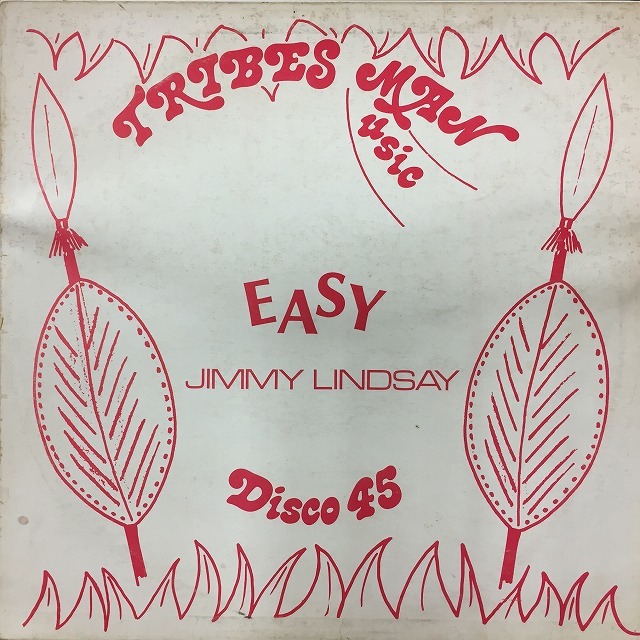 TRIBES MAN
usic
EASY
JIMMY LINDSAY
Disco 45